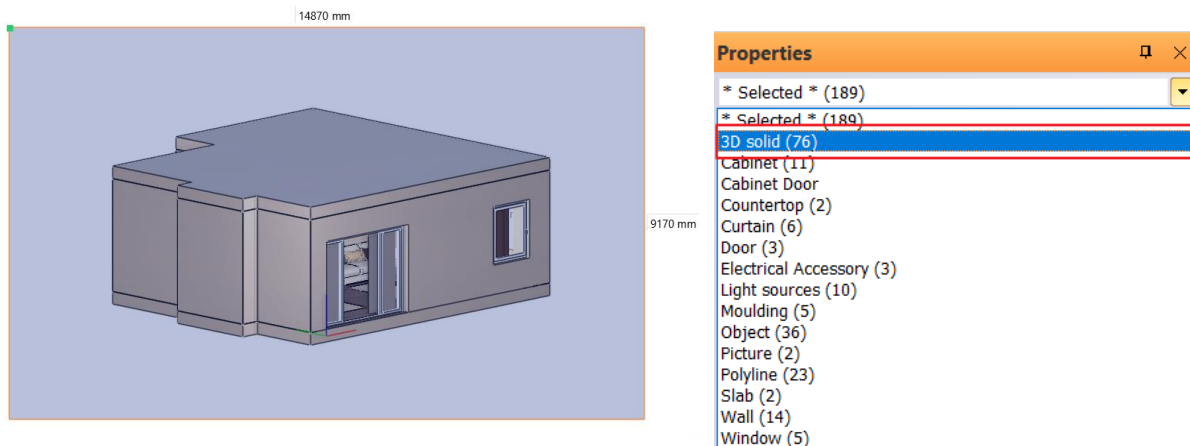 14870 mm
9170 mm
Properties
* Selected * (189)
* Selected * (189)
3D solid (76)
Cabinet (11)
Cabinet Door
Countertop (2)
Curtain (6)
Door (3)
Electrical Accessory (3)
Light sources (10)
Moulding (5)
Object (36)
Picture (2)
Polyline (23)
Slab (2)
Wall (14)
Window (5)